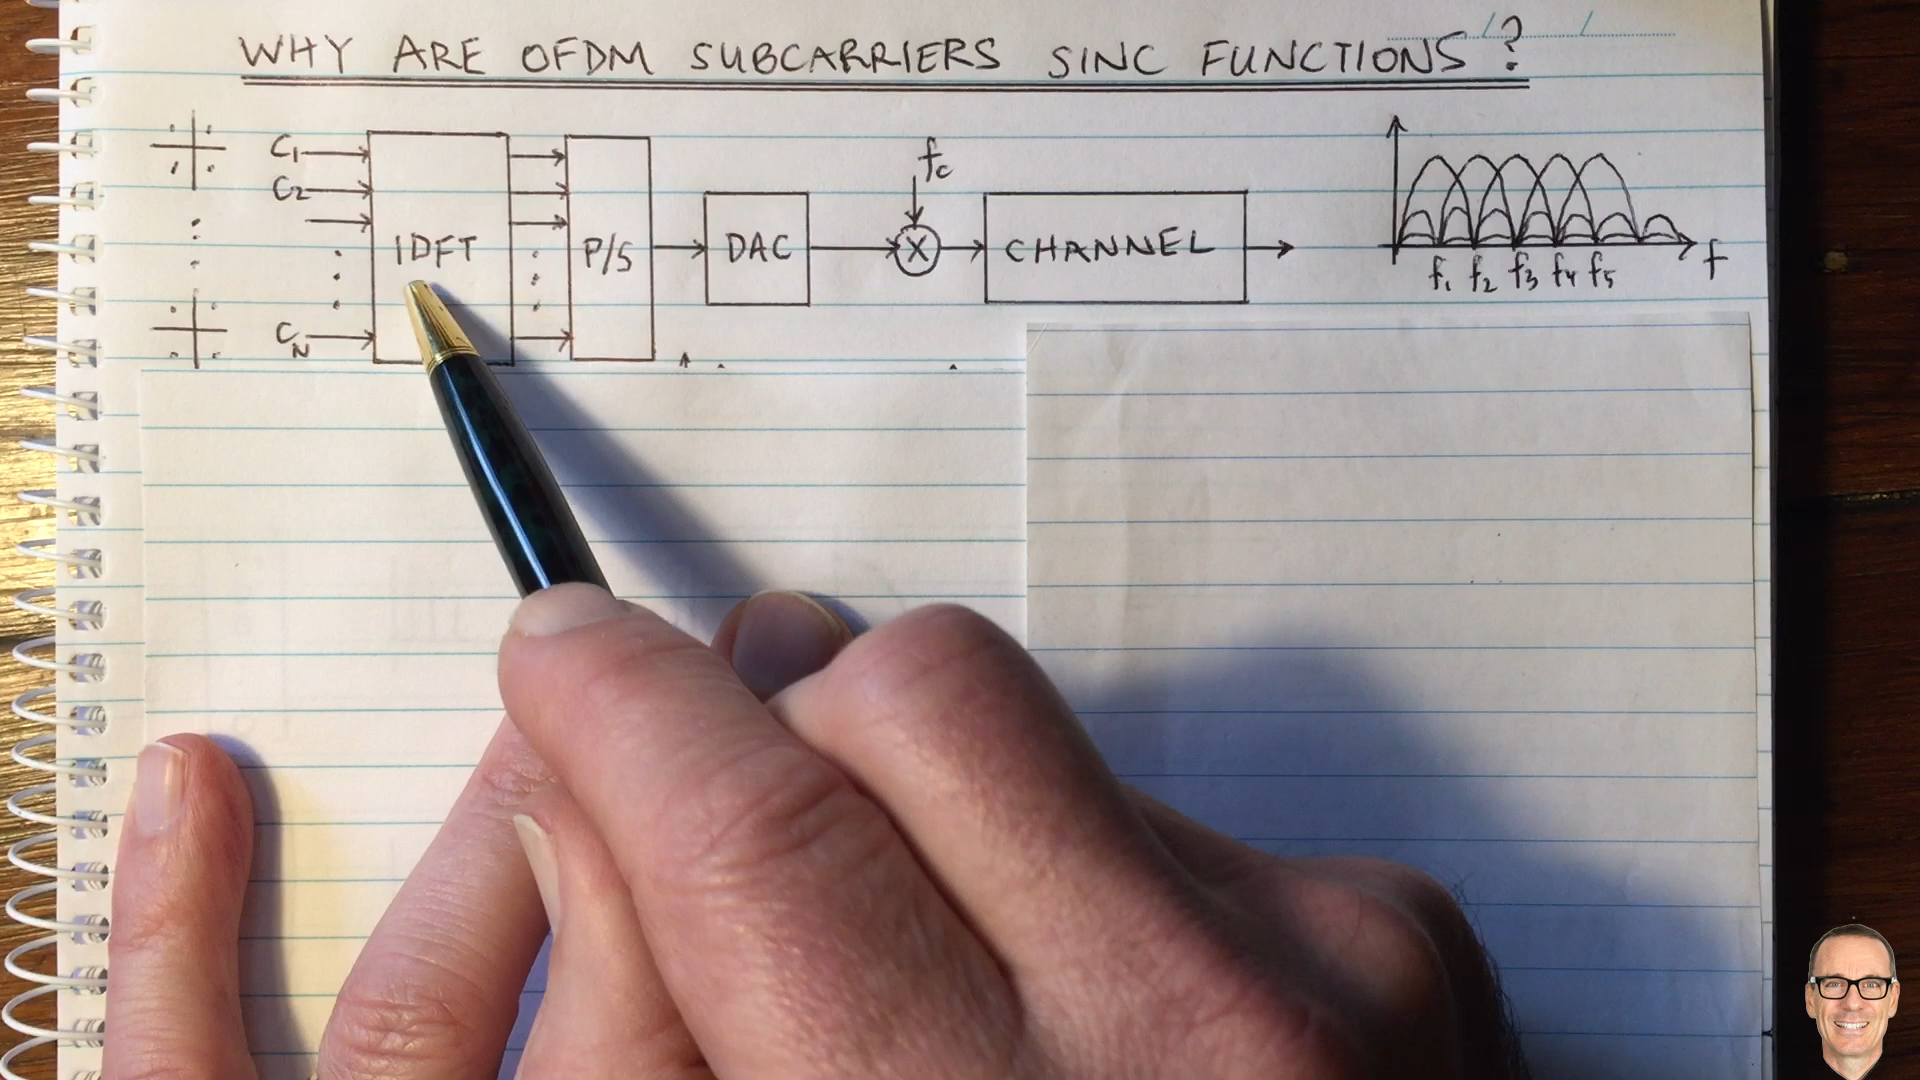 WHY ARE OFDM SUBCARRIERS SINC FUNCTIONS?
C1
C2
CN
IDFT
P/S
DAC
fc
X
CHANNEL
f1 f2 f3 f4 f5
f